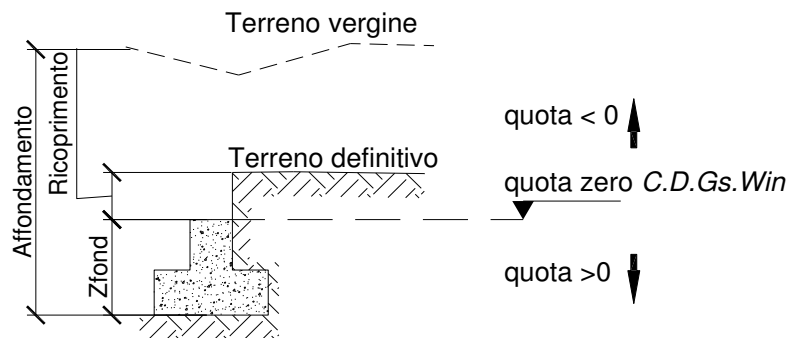 Terreno vergine
Affondamento
Ricoprimento
quota < 0
Terreno definitivo
quota zero C.D.Gs.Win
Zfond
quota >0